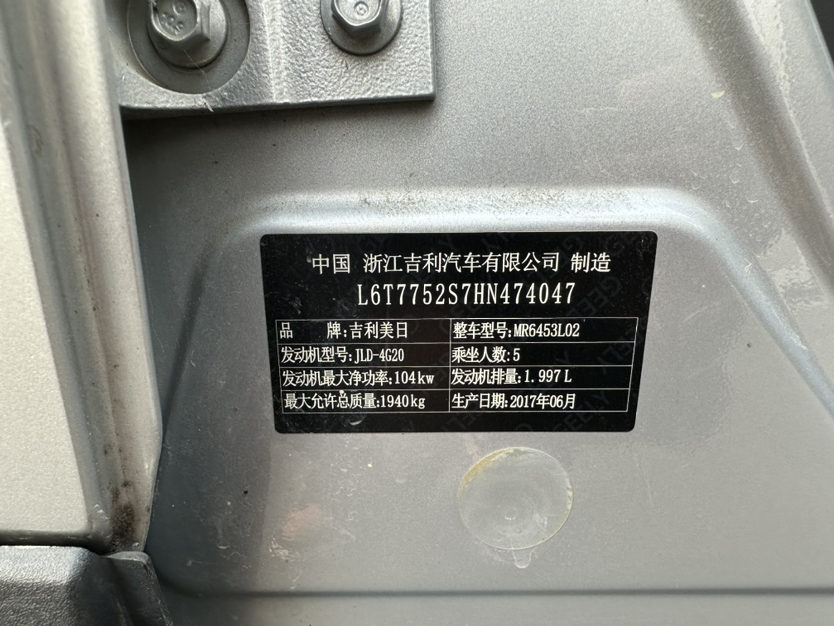 中国 浙江吉利汽车有限公司 制造
L6T7752S7HN474047
品 牌:吉利美日 整车型号:MR6453L02
发动机型号:JLD-4G20 乘坐人数:5
发动机最大净功率:104kw 发动机排量:1.997L
最大允许总质量:1940kg 生产日期:2017年06月